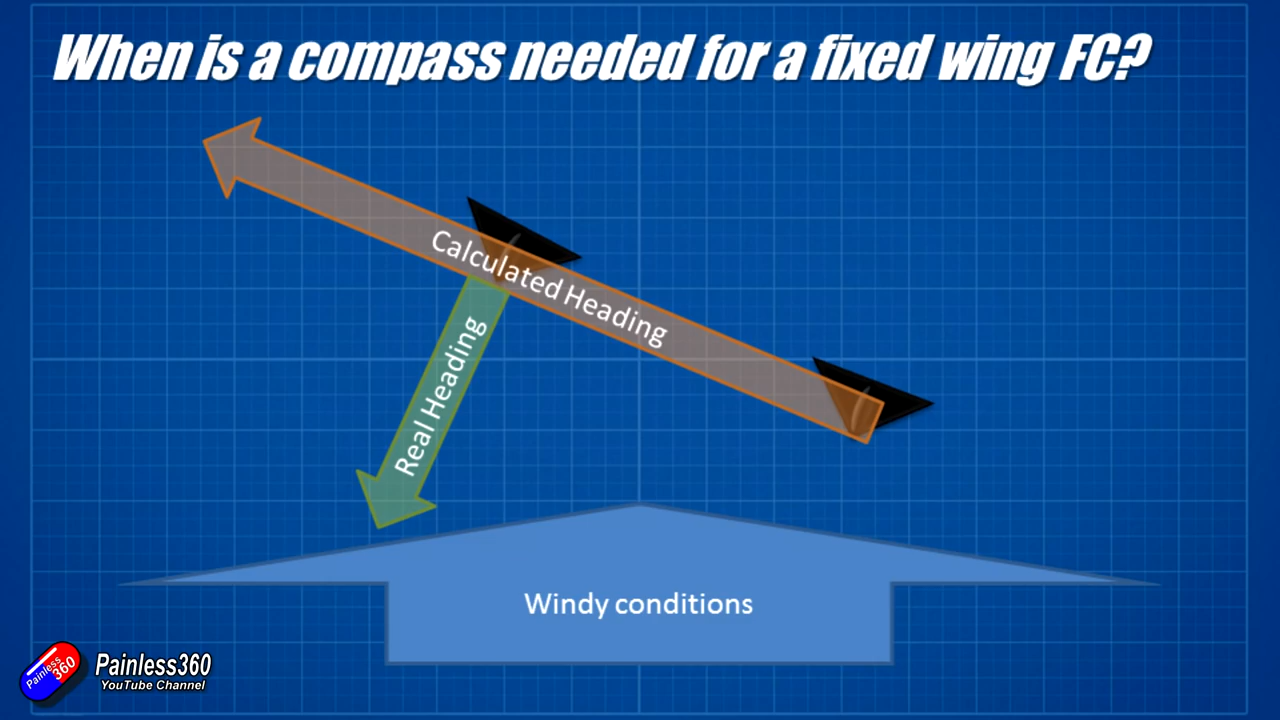 When is a compass needed for a fixed wing FC?
Calculated Heading
Real Heading
Windy conditions
Painless
360
Painless360
YouTube Channel